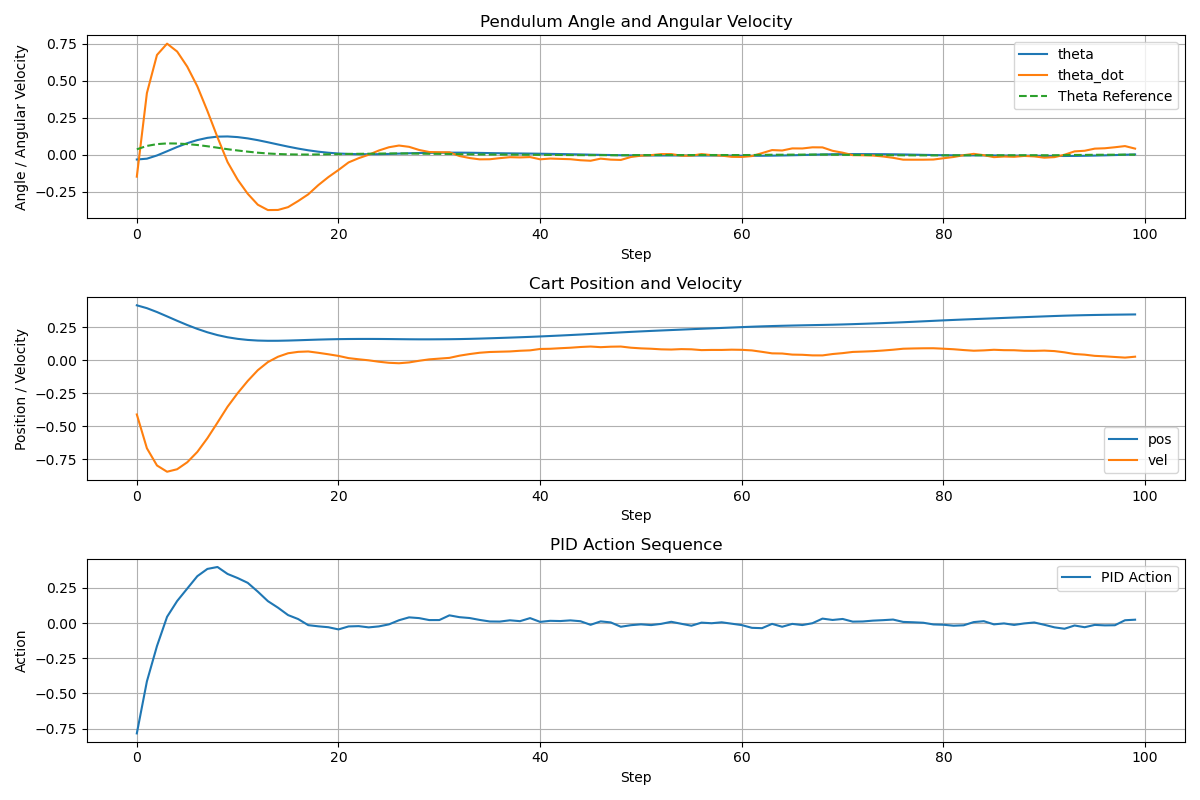 Pendulum Angle and Angular Velocity
Angle / Angular Velocity
0.75
0.50
0.25
0.00
−0.25
theta
theta_dot
Theta Reference
0
20
40
60
80
100
Step
Cart Position and Velocity
Position / Velocity
0.25
0.00
−0.25
−0.50
−0.75
pos
vel
0
20
40
60
80
100
Step
PID Action Sequence
Action
0.25
0.00
−0.25
−0.50
−0.75
PID Action
0
20
40
60
80
100
Step